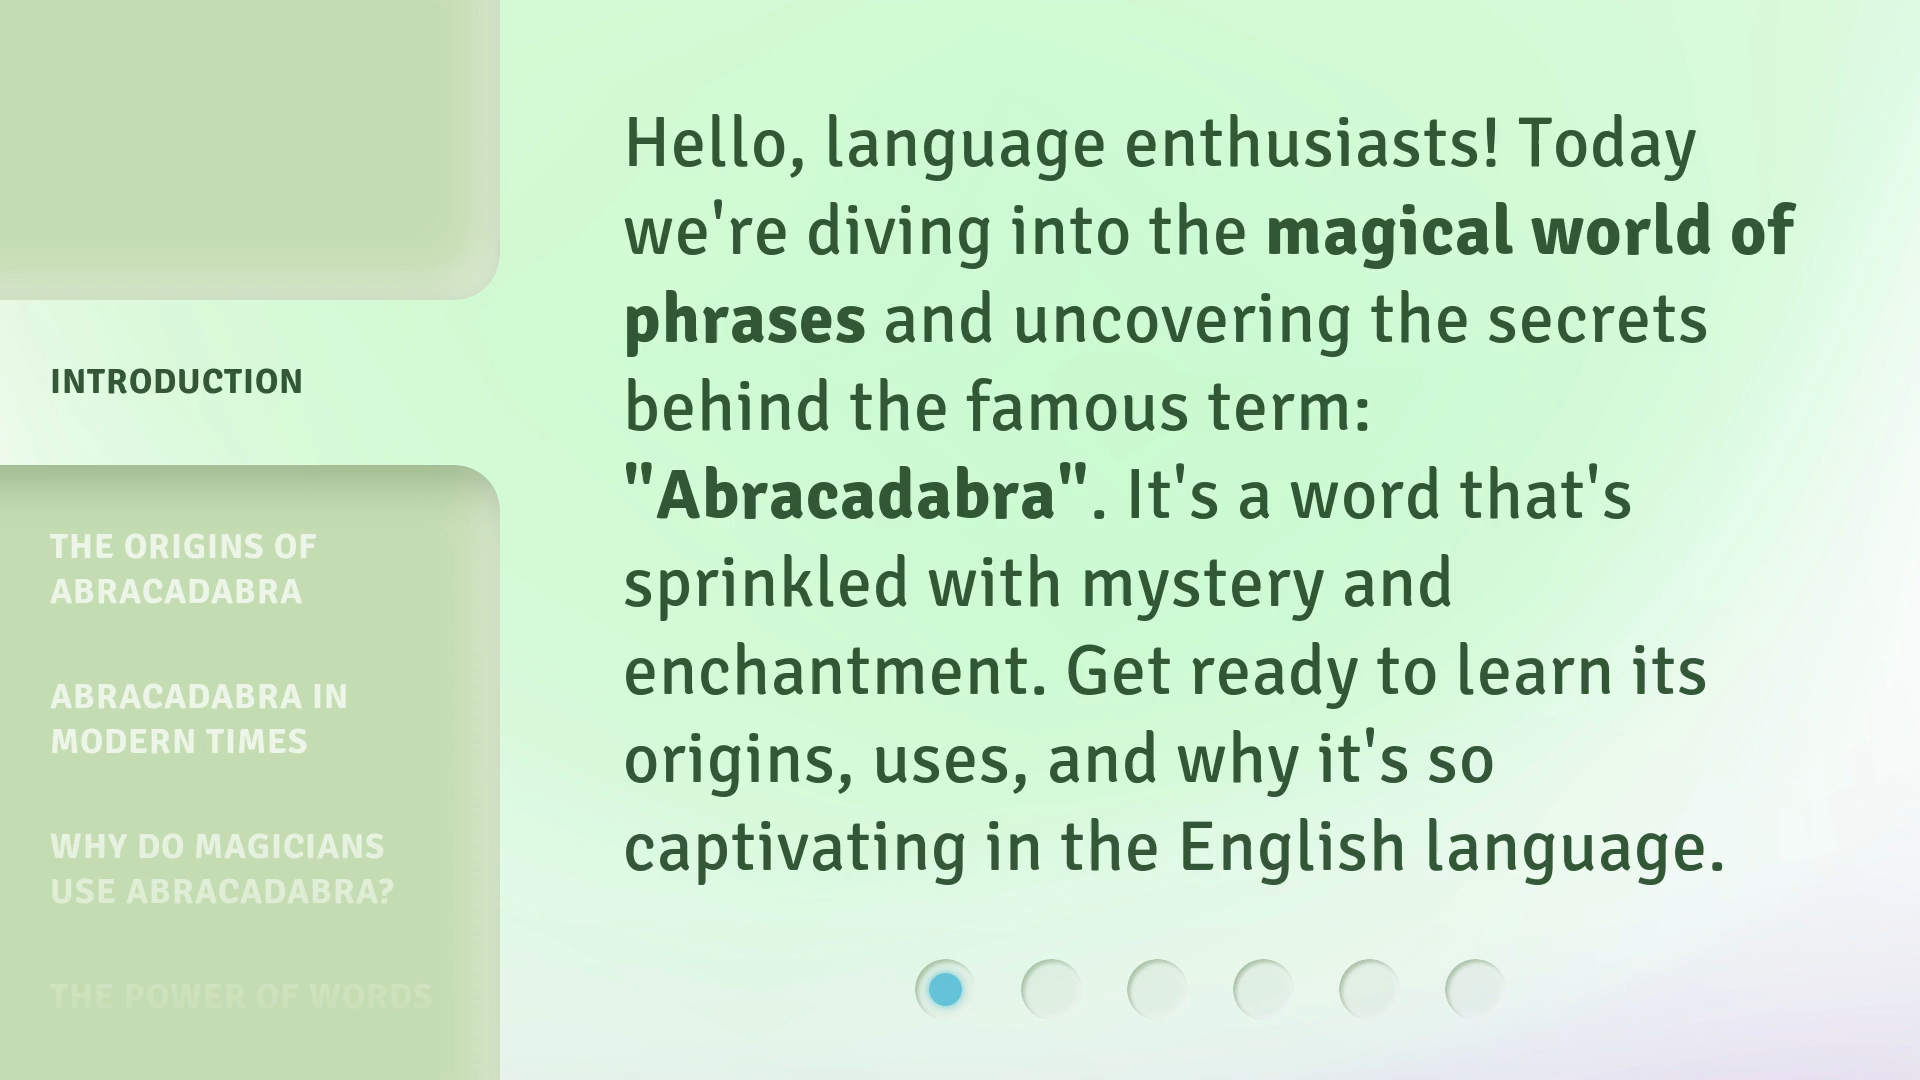 INTRODUCTION
THE ORIGINS OF
ABRACADABRA
ABRACADABRA IN
MODERN TIMES
WHY DO MAGICIANS
USE ABRACADABRA?
THE POWER OF WORDS
Hello, language enthusiasts! Today
we're diving into the magical world of
phrases and uncovering the secrets
behind the famous term:
"Abracadabra". It's a word that's
sprinkled with mystery and
enchantment. Get ready to learn its
origins, uses, and why it's so
captivating in the English language.